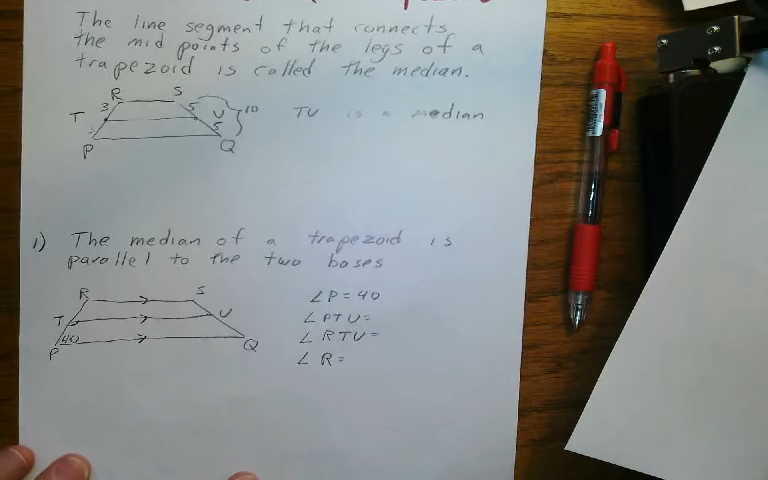 The line segment that connects
the mid points of the legs of a
trapezoid is called the median.
R S
3 5 10
T U
5
P Q
TU is a median
1) The median of a trapezoid is
parallel to the two bases
R S
T U
P 40 Q
∠P=40
∠PTU=
∠RTU=
∠R=